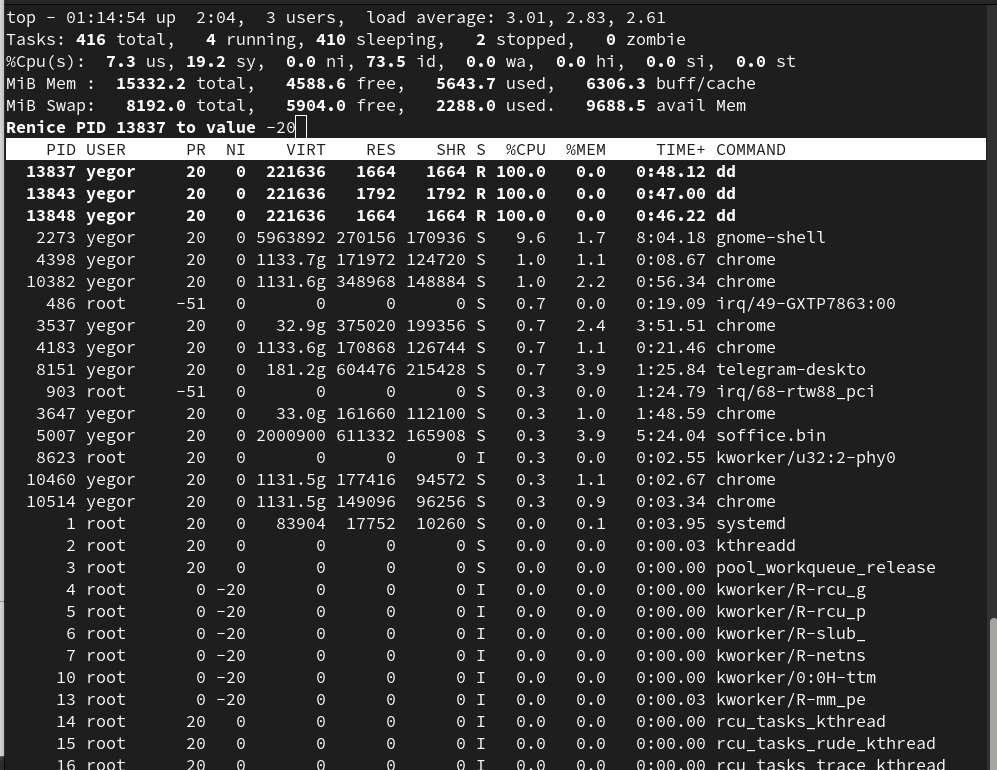 top - 01:14:54 up  2:04,  3 users,  load average: 3.01, 2.83, 2.61
Tasks: 416 total,   4 running, 410 sleeping,   2 stopped,   0 zombie
%Cpu(s):  7.3 us, 19.2 sy,  0.0 ni, 73.5 id,  0.0 wa,  0.0 hi,  0.0 si,  0.0 st
MiB Mem :  15332.2 total,   4588.6 free,   5643.7 used,   6306.3 buff/cache
MiB Swap:   8192.0 total,   5904.0 free,   2288.0 used.   9688.5 avail Mem
Renice PID 13837 to value -20
    PID USER      PR  NI    VIRT    RES    SHR S  %CPU  %MEM     TIME+ COMMAND
  13837 yegor     20   0  221636   1664   1664 R 100.0   0.0   0:48.12 dd
  13843 yegor     20   0  221636   1792   1792 R 100.0   0.0   0:47.00 dd
  13848 yegor     20   0  221636   1664   1664 R 100.0   0.0   0:46.22 dd
   2273 yegor     20   0 5963892 270156 170936 S   9.6   1.7   8:04.18 gnome-shell
   4398 yegor     20   0 1133.7g 171972 124720 S   1.0   1.1   0:08.67 chrome
  10382 yegor     20   0 1131.6g 348968 148884 S   1.0   2.2   0:56.34 chrome
    486 root     -51   0       0      0      0 S   0.7   0.0   0:19.09 irq/49-GXTP7863:00
   3537 yegor     20   0   32.9g 375020 199356 S   0.7   2.4   3:51.51 chrome
   4183 yegor     20   0 1133.6g 170868 126744 S   0.7   1.1   0:21.46 chrome
   8151 yegor     20   0  181.2g 604476 215428 S   0.7   3.9   1:25.84 telegram-deskto
    903 root     -51   0       0      0      0 S   0.3   0.0   1:24.79 irq/68-rtw88_pci
   3647 yegor     20   0   33.0g 161660 112100 S   0.3   1.0   1:48.59 chrome
   5007 yegor     20   0 2000900 611332 165908 S   0.3   3.9   5:24.04 soffice.bin
   8623 root      20   0       0      0      0 I   0.3   0.0   0:02.55 kworker/u32:2-phy0
  10460 yegor     20   0 1131.5g 177416  94572 S   0.3   1.1   0:02.67 chrome
  10514 yegor     20   0 1131.5g 149096  96256 S   0.3   0.9   0:03.34 chrome
      1 root      20   0   83904  17752  10260 S   0.0   0.1   0:03.95 systemd
      2 root      20   0       0      0      0 S   0.0   0.0   0:00.03 kthreadd
      3 root      20   0       0      0      0 S   0.0   0.0   0:00.00 pool_workqueue_release
      4 root       0 -20       0      0      0 I   0.0   0.0   0:00.00 kworker/R-rcu_g
      5 root       0 -20       0      0      0 I   0.0   0.0   0:00.00 kworker/R-rcu_p
      6 root       0 -20       0      0      0 I   0.0   0.0   0:00.00 kworker/R-slub_
      7 root       0 -20       0      0      0 I   0.0   0.0   0:00.00 kworker/R-netns
     10 root       0 -20       0      0      0 I   0.0   0.0   0:00.00 kworker/0:0H-ttm
     13 root       0 -20       0      0      0 I   0.0   0.0   0:00.03 kworker/R-mm_pe
     14 root      20   0       0      0      0 I   0.0   0.0   0:00.00 rcu_tasks_kthread
     15 root      20   0       0      0      0 I   0.0   0.0   0:00.00 rcu_tasks_rude_kthread
     16 root      20   0       0      0      0 I   0.0   0.0   0:00.00 rcu_tasks_trace_kthread